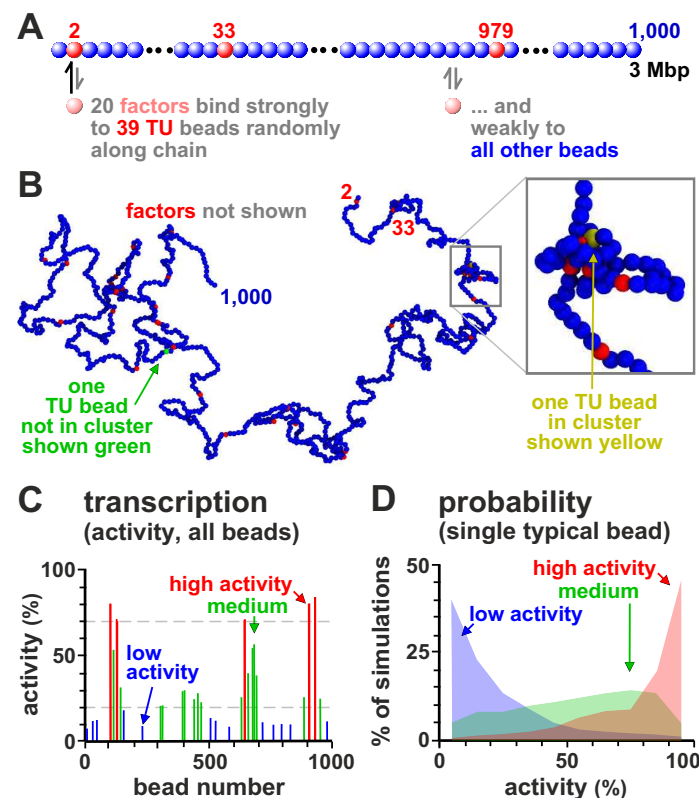 A
2
33
979
1,000
3 Mbp
20 factors bind strongly
to 39 TU beads randomly
along chain
... and
weakly to
all other beads
B
factors not shown
2
33
1,000
one
TU bead
not in cluster
shown green
one TU bead
in cluster
shown yellow
C transcription
(activity, all beads)
activity (%)
100
50
0
high activity
medium
low
activity
0
500
1000
bead number
D probability
(single typical bead)
% of simulations
50
25
0
high activity
medium
low activity
0
50
100
activity (%)